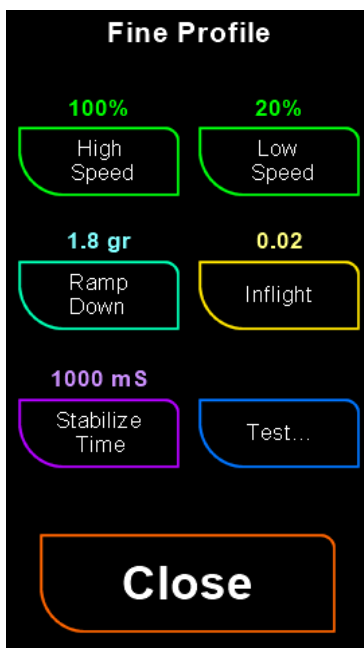 Fine Profile
100%
High
Speed
20%
Low
Speed
1.8 gr
Ramp
Down
0.02
Inflight
1000 mS
Stabilize
Time
Test...
Close